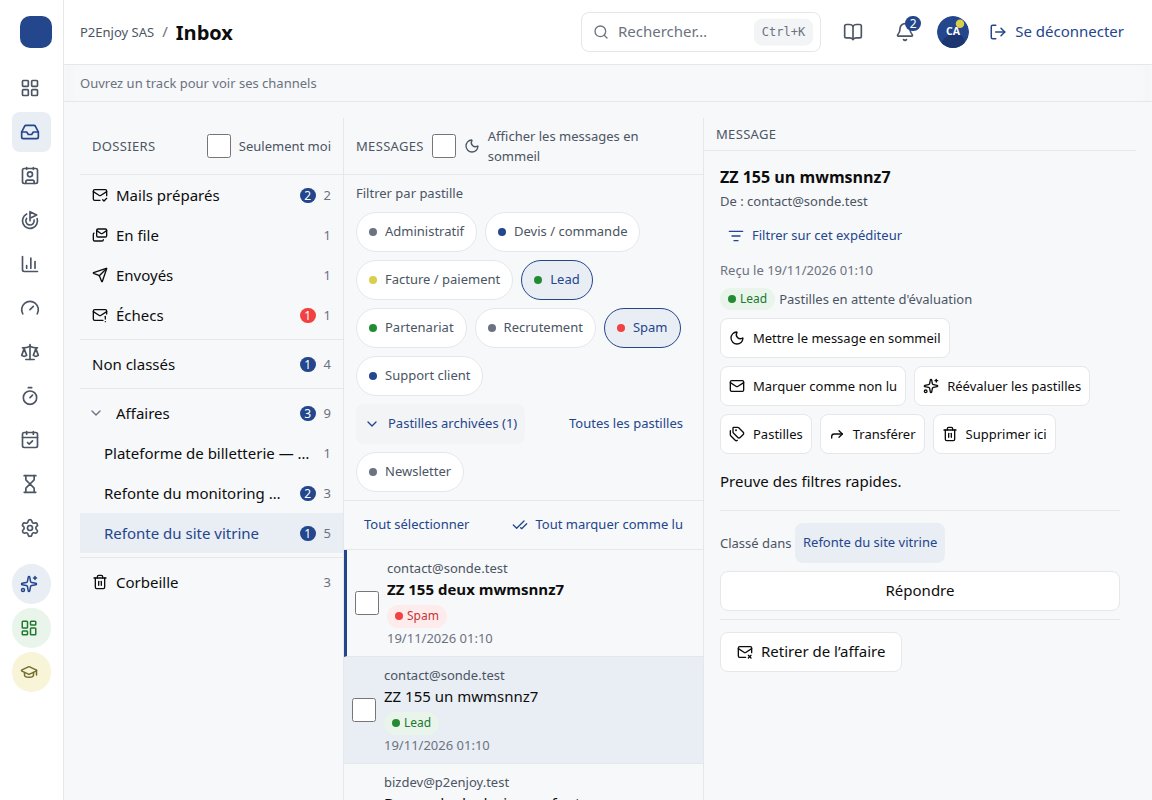 P2Enjoy SAS / Inbox
Rechercher... Ctrl+K
2
CA
Se déconnecter
Ouvrez un track pour voir ses channels
DOSSIERS
Seulement moi
Mails préparés 2 2
En file 1
Envoyés 1
Échecs 1 1
Non classés 1 4
Affaires 3 9
Plateforme de billetterie — ... 1
Refonte du monitoring ... 2 3
Refonte du site vitrine 1 5
Corbeille 3
MESSAGES
Afficher les messages en
sommeil
Filtrer par pastille
Administratif
Devis / commande
Facture / paiement
Lead
Partenariat
Recrutement
Spam
Support client
Pastilles archivées (1)
Toutes les pastilles
Newsletter
Tout sélectionner
Tout marquer comme lu
contact@sonde.test
ZZ 155 deux mwmsnnz7
Spam
19/11/2026 01:10
contact@sonde.test
ZZ 155 un mwmsnnz7
Lead
19/11/2026 01:10
bizdev@p2enjoy.test
MESSAGE
ZZ 155 un mwmsnnz7
De : contact@sonde.test
Filtrer sur cet expéditeur
Reçu le 19/11/2026 01:10
Lead Pastilles en attente d'évaluation
Mettre le message en sommeil
Marquer comme non lu
Réévaluer les pastilles
Pastilles
Transférer
Supprimer ici
Preuve des filtres rapides.
Classé dans Refonte du site vitrine
Répondre
Retirer de l’affaire